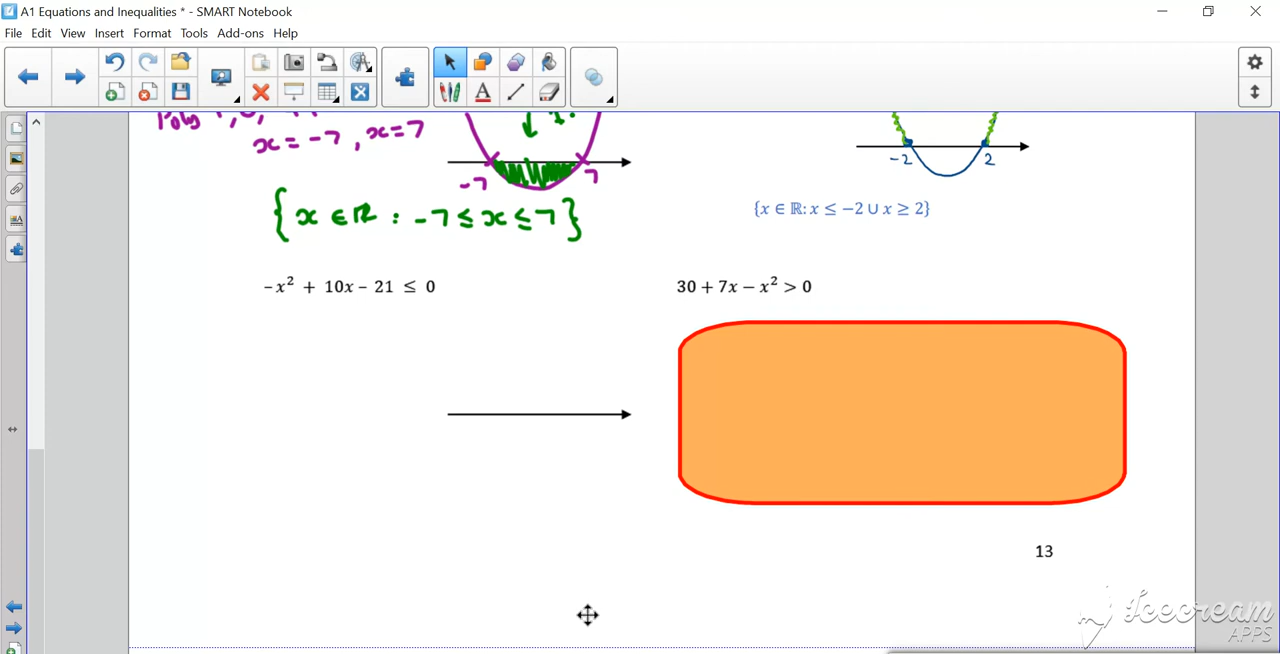 A1 Equations and Inequalities * - SMART Notebook
File Edit View Insert Format Tools Add-ons Help
x = -7 , x = 7
-7 7
-2 2
{x ∈ ℝ : -7 ≤ x ≤ 7}
{x ∈ ℝ: x ≤ −2 ∪ x ≥ 2}
-x² + 10x - 21 ≤ 0
30 + 7x − x² > 0
13
Icecream
APPS